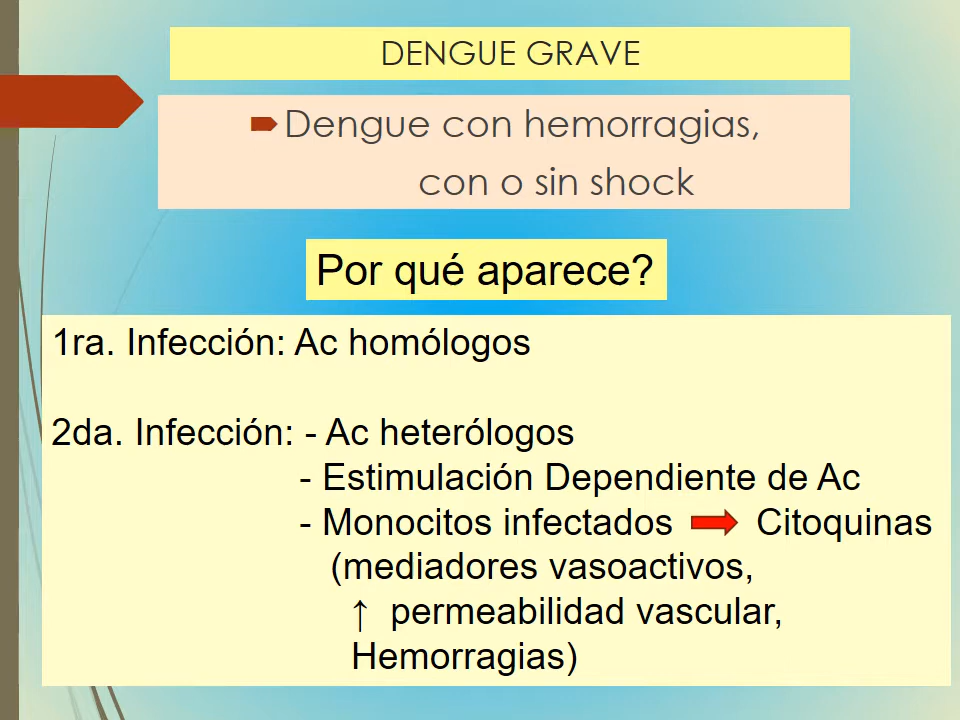 DENGUE GRAVE
Dengue con hemorragias,
con o sin shock
Por qué aparece?
1ra. Infección: Ac homólogos
2da. Infección: - Ac heterólogos
- Estimulación Dependiente de Ac
- Monocitos infectados Citoquinas
(mediadores vasoactivos,
↑ permeabilidad vascular,
Hemorragias)